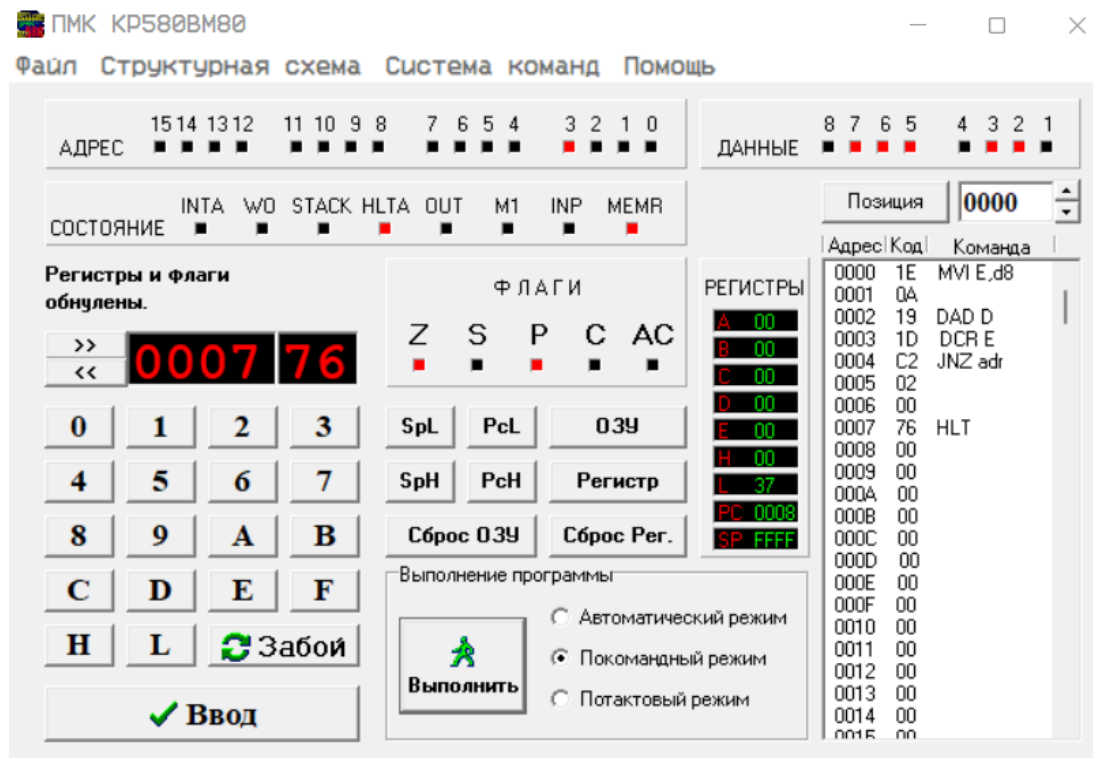 ПМК КР580ВМ80
Файл Структурная схема Система команд Помощь
АДРЕС 15 14 13 12 11 10 9 8 7 6 5 4 3 2 1 0
ДАННЫЕ 8 7 6 5 4 3 2 1
СОСТОЯНИЕ INTA WO STACK HLTA OUT M1 INP MEMR
Позиция 0000
Регистры и флаги
обнулены.
>>
<<
0007 76
ФЛАГИ
Z S P C AC
РЕГИСТРЫ
A 00
B 00
C 00
D 00
E 00
H 00
L 37
PC 0008
SP FFFF
0 1 2 3
4 5 6 7
8 9 A B
C D E F
H L Забой
Ввод
SpL PcL ОЗУ
SpH PcH Регистр
Сброс ОЗУ Сброс Рег.
Выполнение программы
Выполнить
Автоматический режим
Покомандный режим
Потактовый режим
Адрес Код Команда
0000 1E MVI E,d8
0001 0A
0002 19 DAD D
0003 1D DCR E
0004 C2 JNZ adr
0005 02
0006 00
0007 76 HLT
0008 00
0009 00
000A 00
000B 00
000C 00
000D 00
000E 00
000F 00
0010 00
0011 00
0012 00
0013 00
0014 00
0015 00